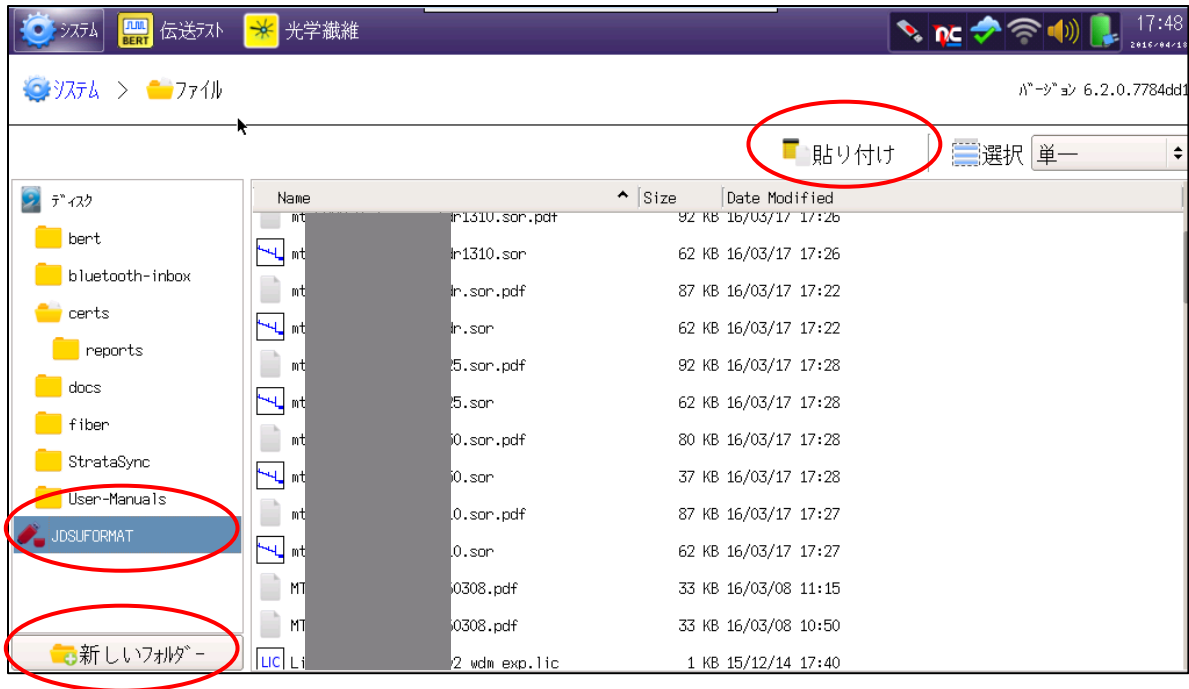 システム BERT 伝送テスト 光学繊維 17:48
2016/04/18
システム > ファイル バージョン 6.2.0.7784dd1
貼り付け 選択 単一
ディスク
bert
bluetooth-inbox
certs
reports
docs
fiber
StrataSync
User-Manuals
JDSUFORMAT
新しいフォルダー
Name Size Date Modified
mt dr1310.sor.pdf 92 KB 16/03/17 17:26
mt dr1310.sor 62 KB 16/03/17 17:26
mt dr.sor.pdf 87 KB 16/03/17 17:22
mt dr.sor 62 KB 16/03/17 17:22
mt 25.sor.pdf 92 KB 16/03/17 17:28
mt 25.sor 62 KB 16/03/17 17:28
mt 50.sor.pdf 80 KB 16/03/17 17:28
mt 50.sor 37 KB 16/03/17 17:28
mt .0.sor.pdf 87 KB 16/03/17 17:27
mt .0.sor 62 KB 16/03/17 17:27
MT 60308.pdf 33 KB 16/03/08 11:15
MT 60308.pdf 33 KB 16/03/08 10:50
LIC Li v2_wdm_exp.lic 1 KB 15/12/14 17:40